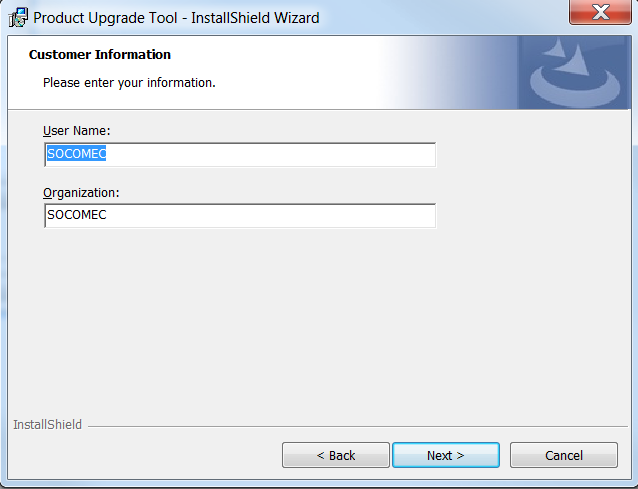 Product Upgrade Tool - InstallShield Wizard
Customer Information
Please enter your information.
User Name:
SOCOMEC
Organization:
SOCOMEC
InstallShield
< Back
Next >
Cancel